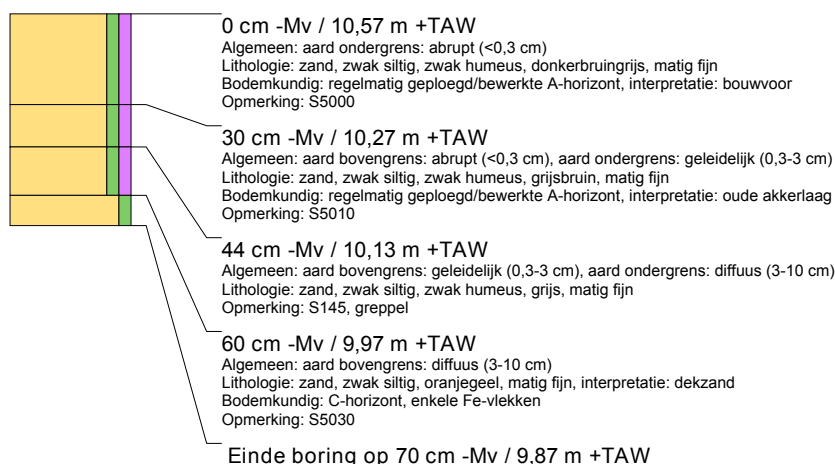 0 cm -Mv / 10,57 m +TAW
Algemeen: aard ondergrens: abrupt (<0,3 cm)
Lithologie: zand, zwak siltig, zwak humeus, donkerbruingrijs, matig fijn
Bodemkundig: regelmatig geploegd/bewerkte A-horizont, interpretatie: bouwvoor
Opmerking: S5000
30 cm -Mv / 10,27 m +TAW
Algemeen: aard bovengrens: abrupt (<0,3 cm), aard ondergrens: geleidelijk (0,3-3 cm)
Lithologie: zand, zwak siltig, zwak humeus, grijsbruin, matig fijn
Bodemkundig: regelmatig geploegd/bewerkte A-horizont, interpretatie: oude akkerlaag
Opmerking: S5010
44 cm -Mv / 10,13 m +TAW
Algemeen: aard bovengrens: geleidelijk (0,3-3 cm), aard ondergrens: diffuus (3-10 cm)
Lithologie: zand, zwak siltig, zwak humeus, grijs, matig fijn
Opmerking: S145, greppel
60 cm -Mv / 9,97 m +TAW
Algemeen: aard bovengrens: diffuus (3-10 cm)
Lithologie: zand, zwak siltig, oranjegeel, matig fijn, interpretatie: dekzand
Bodemkundig: C-horizont, enkele Fe-vlekken
Opmerking: S5030
Einde boring op 70 cm -Mv / 9,87 m +TAW